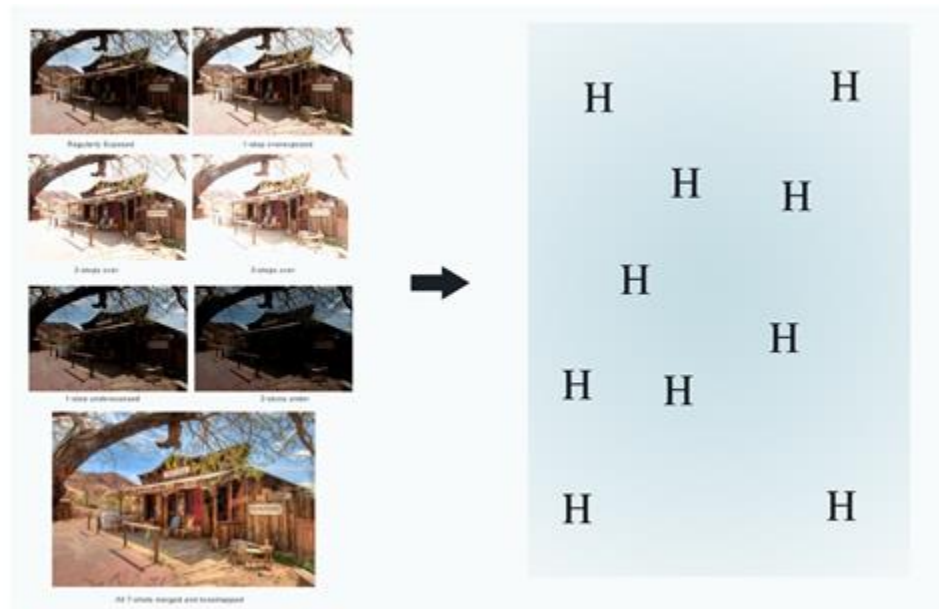 Regularly Exposed
1-stop overexposed
2-stops over
3-stops over
1-stop underexposed
2-stops under
All 7 shots merged and tonemapped
H
H
H
H
H
H
H
H
H
H